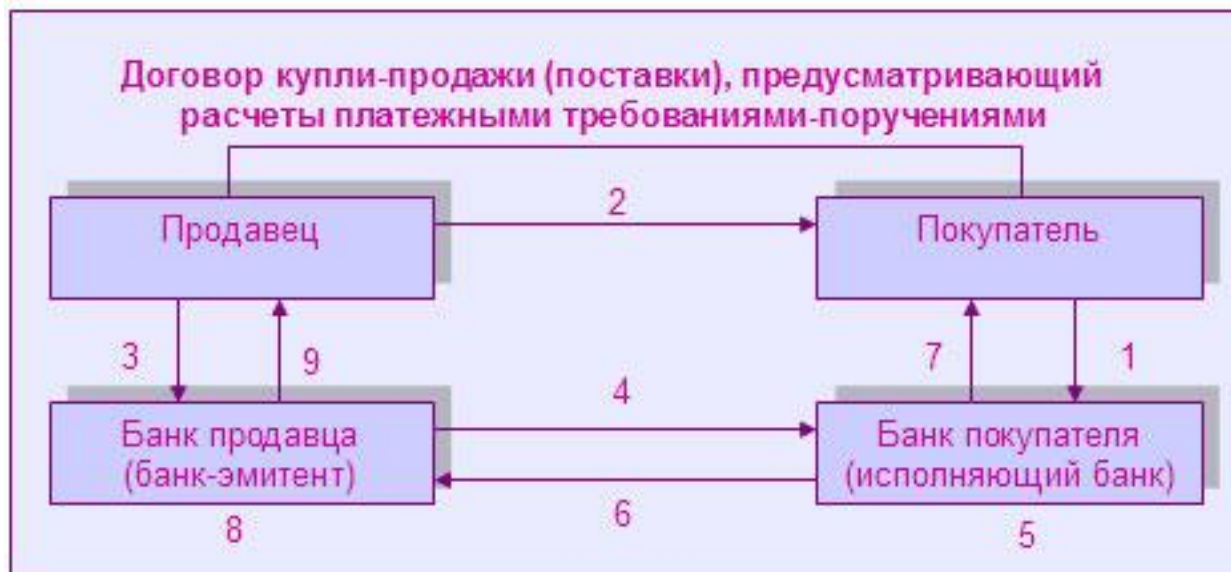 Договор купли-продажи (поставки), предусматривающий
расчеты платежными требованиями-поручениями
Продавец
2
Покупатель
3
9
7
1
4
Банк продавца
(банк-эмитент)
Банк покупателя
(исполняющий банк)
6
8
5